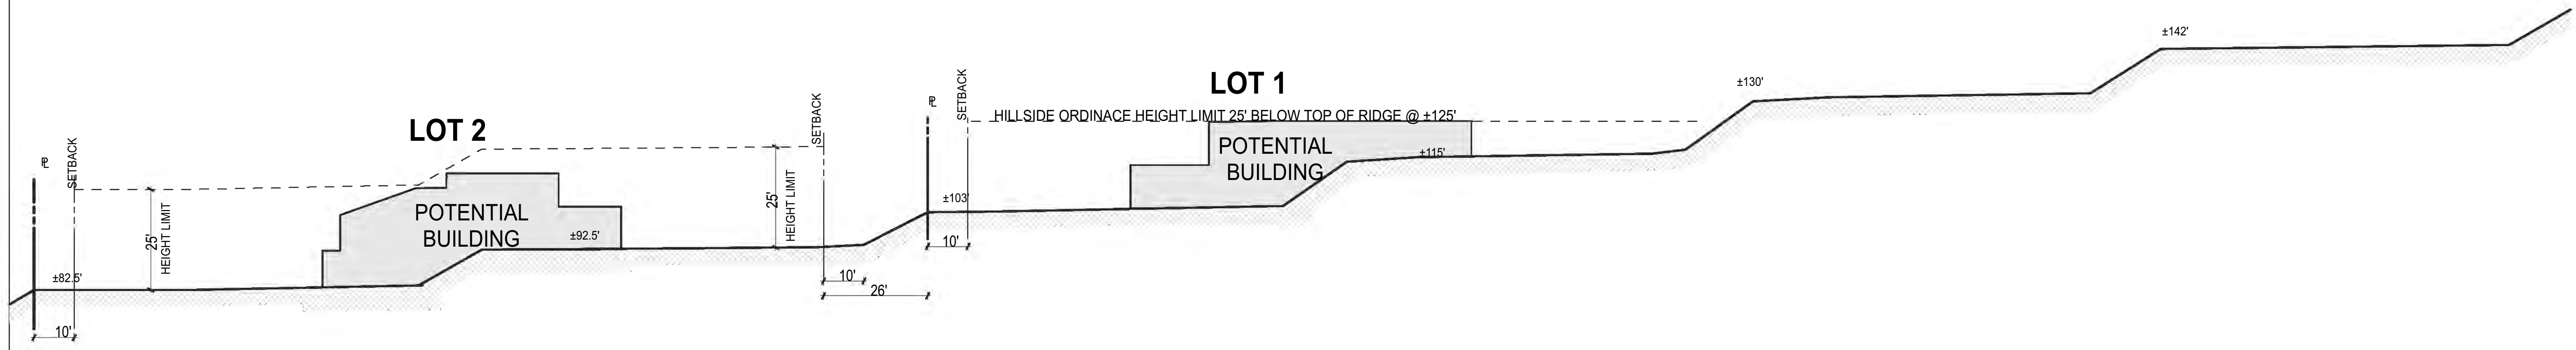 LOT 2
℄
SETBACK
25'
HEIGHT LIMIT
±82.5'
10'
POTENTIAL
BUILDING
±92.5'
25'
HEIGHT LIMIT
SETBACK
10'
26'
LOT 1
℄
SETBACK
HILLSIDE ORDINACE HEIGHT LIMIT 25' BELOW TOP OF RIDGE @ ±125'
POTENTIAL
BUILDING
±103'
10'
±115'
±130'
±142'